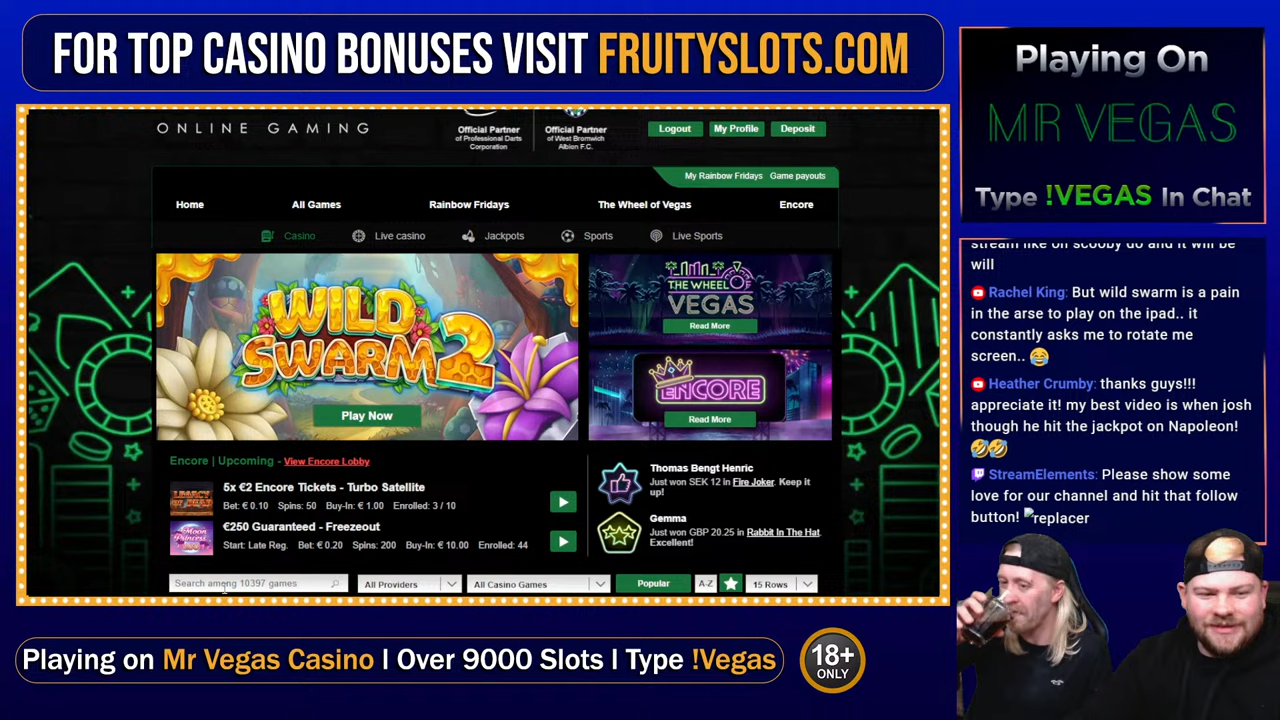 FOR TOP CASINO BONUSES VISIT FRUITYSLOTS.COM
ONLINE GAMING
Official Partner
of Professional Darts
Corporation
Official Partner
of West Bromwich
Albion F.C.
Logout
My Profile
Deposit
My Rainbow Fridays
Game payouts
Home
All Games
Rainbow Fridays
The Wheel of Vegas
Encore
Casino
Live casino
Jackpots
Sports
Live Sports
WILD
SWARM 2
Play Now
THE WHEEL OF
VEGAS
Read More
ENCORE
Read More
Encore | Upcoming - View Encore Lobby
5x €2 Encore Tickets - Turbo Satellite
Bet: € 0.10 Spins: 50 Buy-In: € 1.00 Enrolled: 3 / 10
€250 Guaranteed - Freezeout
Start: Late Reg. Bet: € 0.20 Spins: 200 Buy-In: € 10.00 Enrolled: 44
Thomas Bengt Henric
Just won SEK 12 in Fire Joker. Keep it
up!
Gemma
Just won GBP 20.25 in Rabbit In The Hat.
Excellent!
Search among 10397 games
All Providers
All Casino Games
Popular
A-Z
15 Rows
Playing on Mr Vegas Casino | Over 9000 Slots | Type !Vegas
18+
ONLY
Playing On
MR VEGAS
Type !VEGAS In Chat
stream like on scooby do and it will be
will
Rachel King: But wild swarm is a pain
in the arse to play on the ipad.. it
constantly asks me to rotate me
screen.. 😂
Heather Crumby: thanks guys!!!
appreciate it! my best video is when josh
though he hit the jackpot on Napoleon!
🤣🤣
StreamElements: Please show some
love for our channel and hit that follow
button! replacer